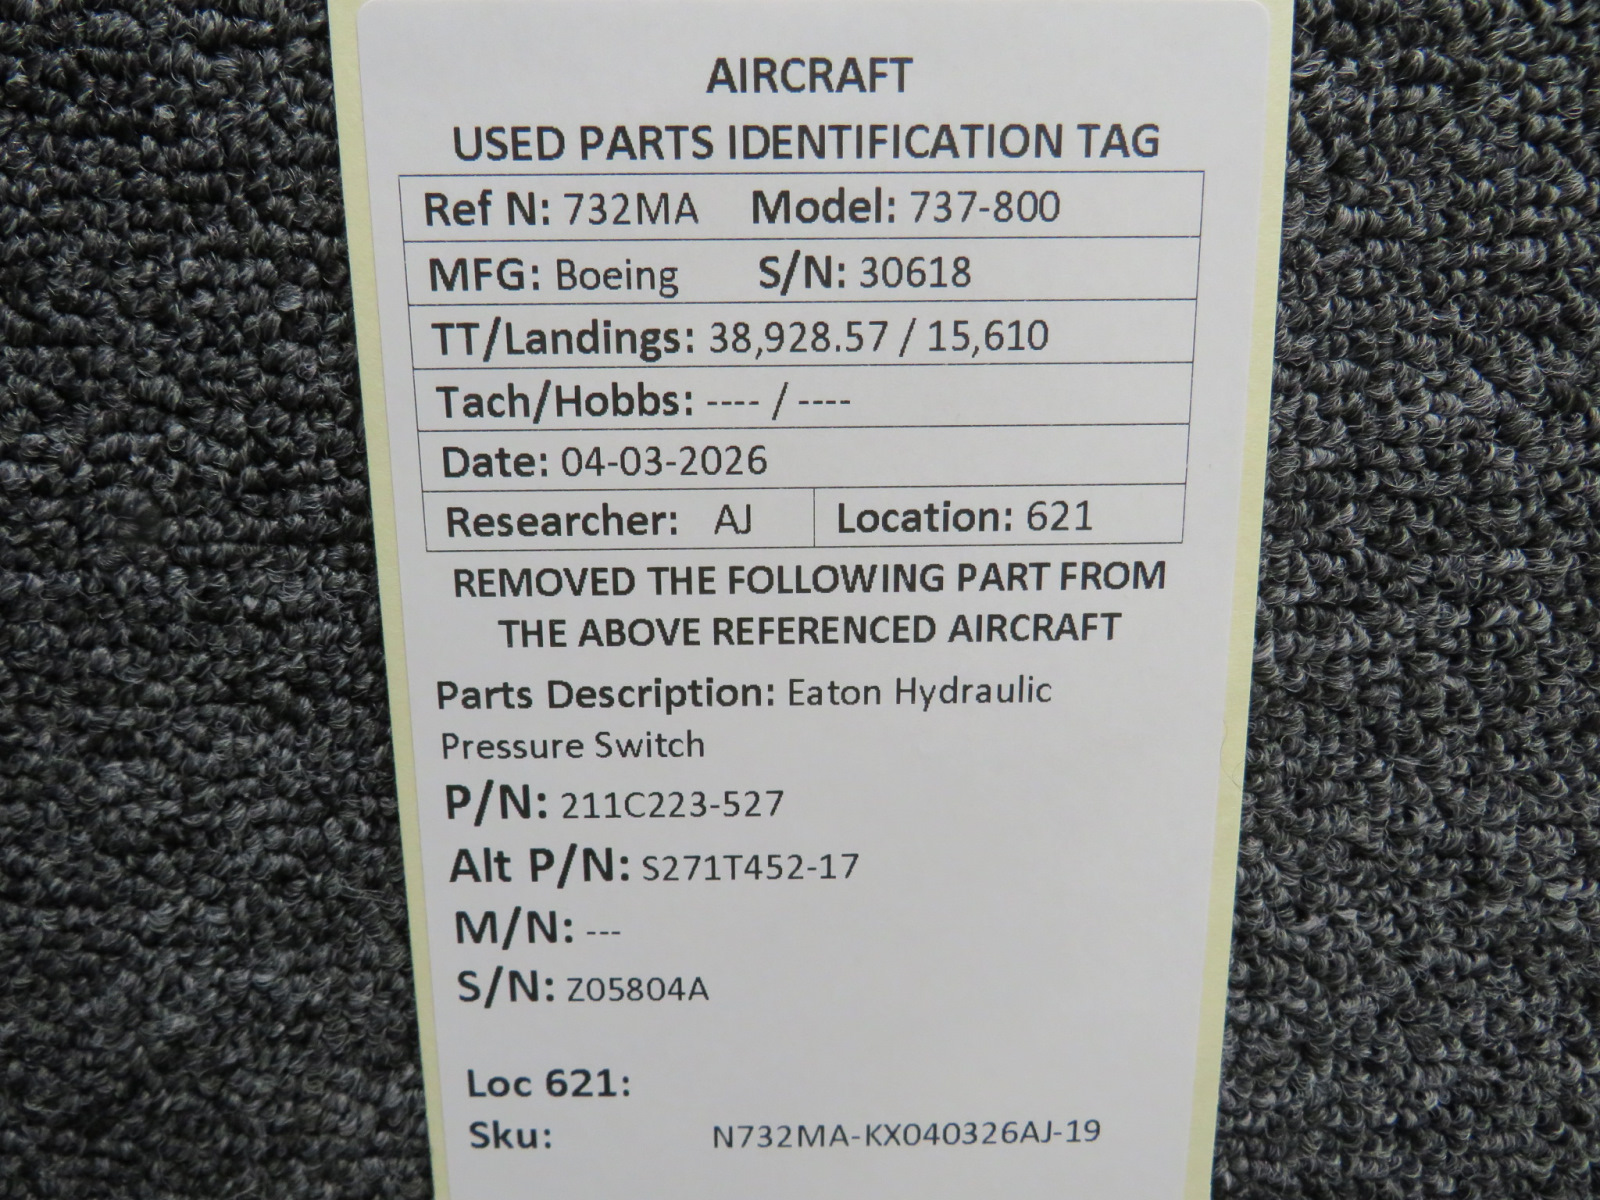 AIRCRAFT
USED PARTS IDENTIFICATION TAG
Ref N: 732MA Model: 737-800
MFG: Boeing S/N: 30618
TT/Landings: 38,928.57 / 15,610
Tach/Hobbs: ---- / ----
Date: 04-03-2026
Researcher: AJ Location: 621
REMOVED THE FOLLOWING PART FROM
THE ABOVE REFERENCED AIRCRAFT
Parts Description: Eaton Hydraulic
Pressure Switch
P/N: 211C223-527
Alt P/N: S271T452-17
M/N: ---
S/N: Z05804A
Loc 621:
Sku: N732MA-KX040326AJ-19